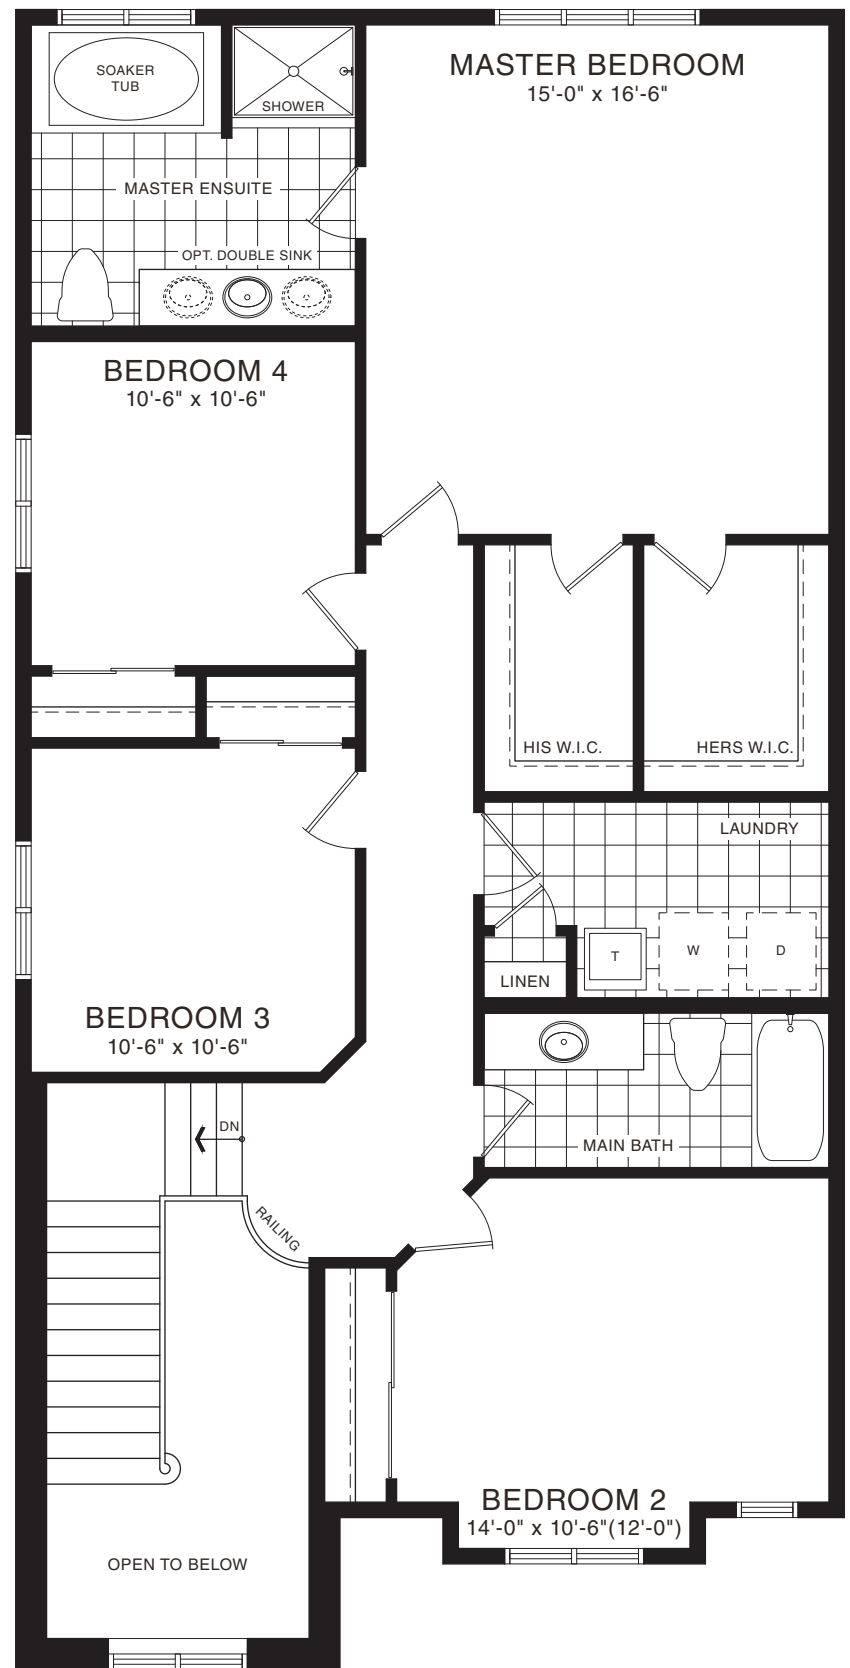 SOAKER
TUB
SHOWER
MASTER BEDROOM
15'-0" x 16'-6"
MASTER ENSUITE
OPT. DOUBLE SINK
BEDROOM 4
10'-6" x 10'-6"
HIS W.I.C.
HERS W.I.C.
LAUNDRY
T
W
D
LINEN
BEDROOM 3
10'-6" x 10'-6"
DN
MAIN BATH
RAILING
BEDROOM 2
14'-0" x 10'-6"(12'-0")
OPEN TO BELOW